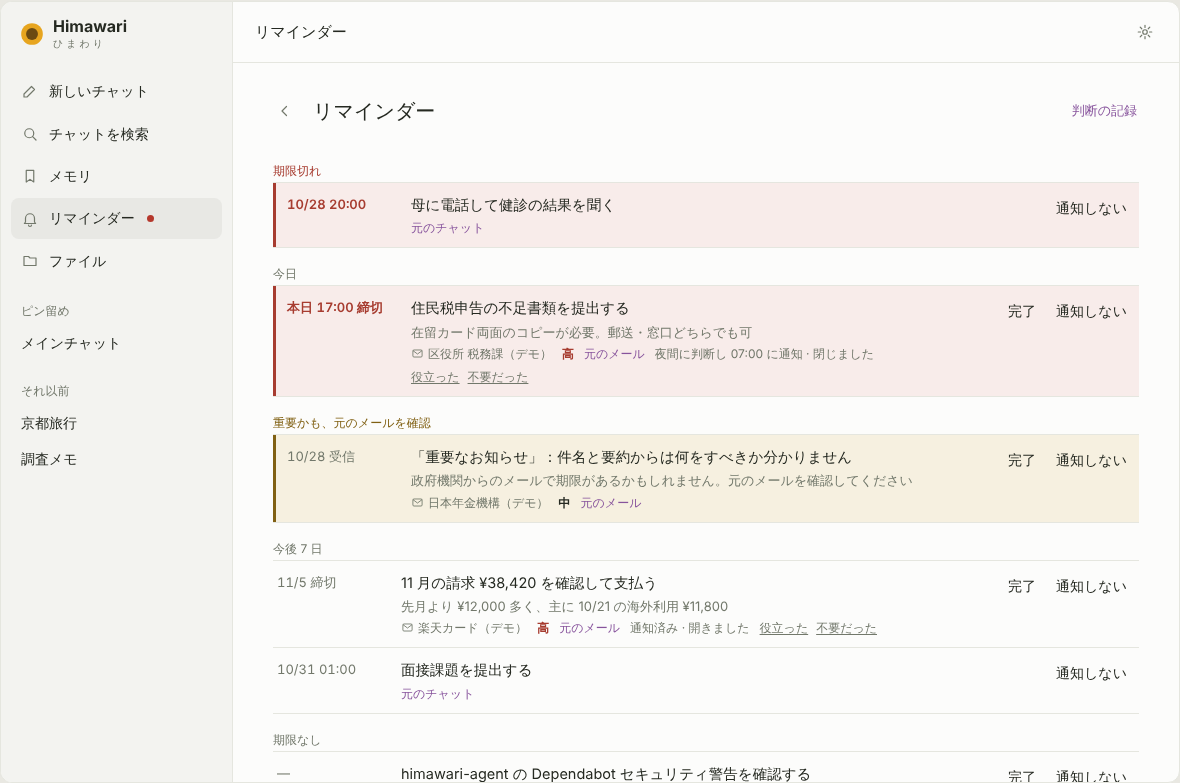 Himawari
ひまわり
新しいチャット
チャットを検索
メモリ
リマインダー
ファイル
ピン留め
メインチャット
それ以前
京都旅行
調査メモ
リマインダー
リマインダー
判断の記録
期限切れ
10/28 20:00 母に電話して健診の結果を聞く 通知しない
元のチャット
今日
本日 17:00 締切 住民税申告の不足書類を提出する 完了 通知しない
在留カード両面のコピーが必要。郵送・窓口どちらでも可
区役所 税務課（デモ） 高 元のメール 夜間に判断し 07:00 に通知 · 閉じました
役立った 不要だった
重要かも、元のメールを確認
10/28 受信 「重要なお知らせ」：件名と要約からは何をすべきか分かりません 完了 通知しない
政府機関からのメールで期限があるかもしれません。元のメールを確認してください
日本年金機構（デモ） 中 元のメール
今後 7 日
11/5 締切 11 月の請求 ¥38,420 を確認して支払う 完了 通知しない
先月より ¥12,000 多く、主に 10/21 の海外利用 ¥11,800
楽天カード（デモ） 高 元のメール 通知済み · 開きました 役立った 不要だった
10/31 01:00 面接課題を提出する 通知しない
元のチャット
期限なし
— himawari-agent の Dependabot セキュリティ警告を確認する 完了 通知しない